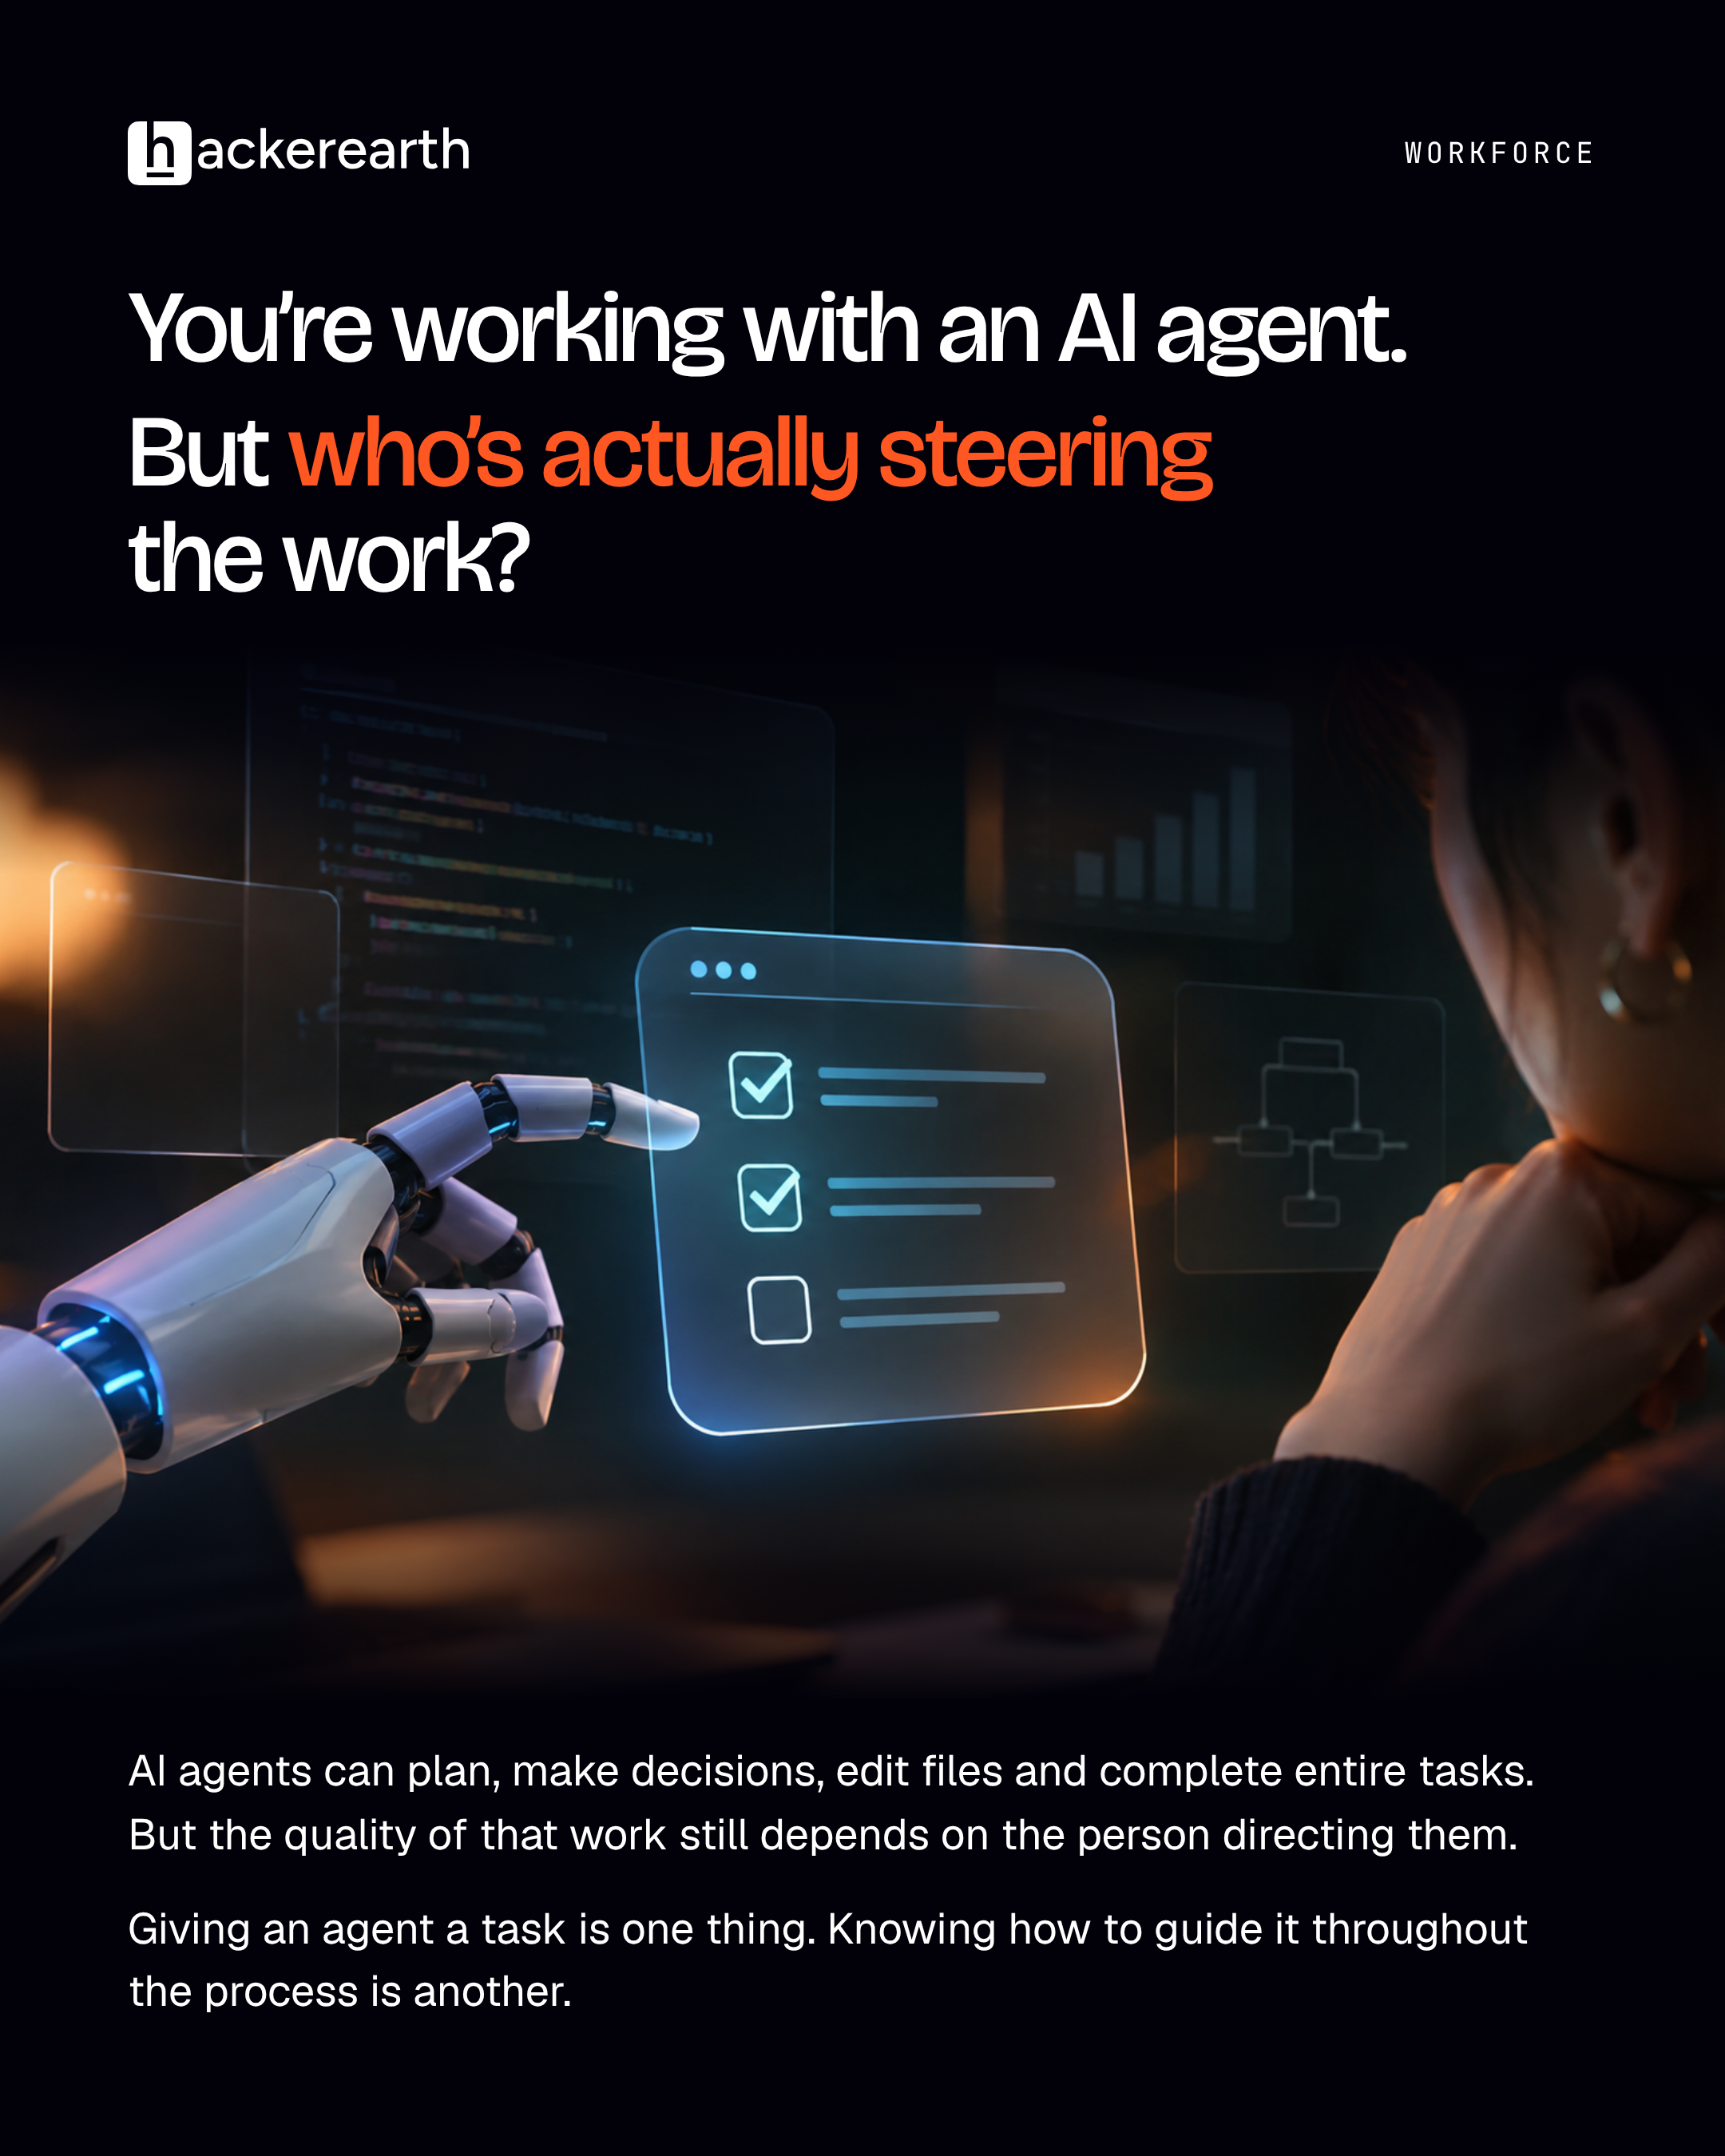 hackerearth
WORKFORCE
You’re working with an AI agent.
But who’s actually steering
the work?
AI agents can plan, make decisions, edit files and complete entire tasks.
But the quality of that work still depends on the person directing them.
Giving an agent a task is one thing. Knowing how to guide it throughout
the process is another.